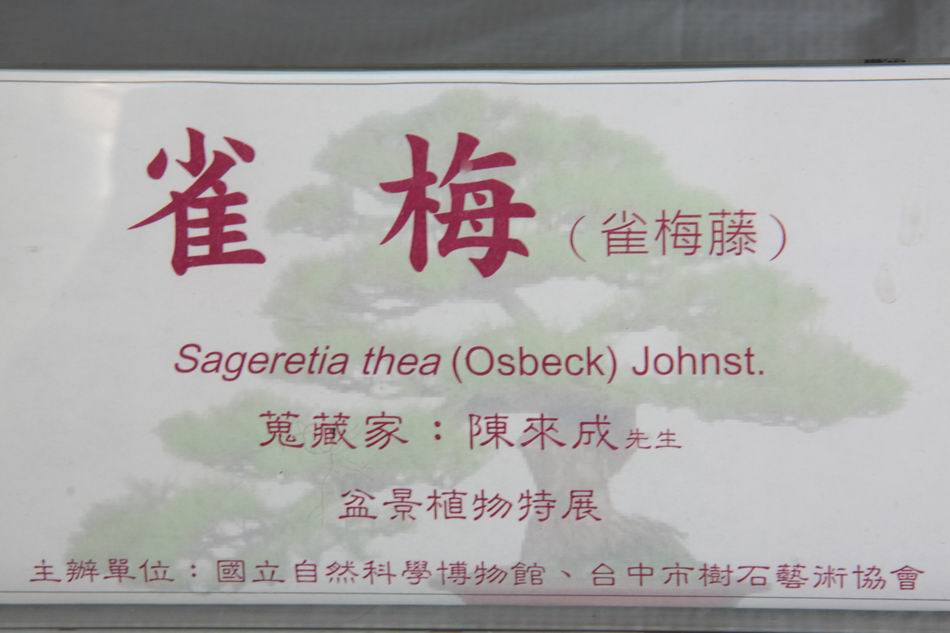 雀 梅 （雀梅藤）
Sageretia thea (Osbeck) Johnst.
蒐藏家：陳來成先生
盆景植物特展
主辦單位：國立自然科學博物館、台中市樹石藝術協會